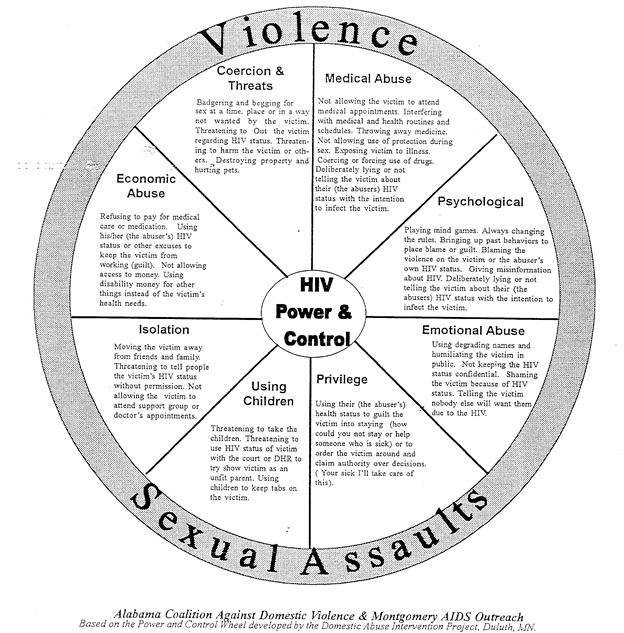 Violence
Coercion &
Threats
Badgering and begging for
sex at a time, place or in a way
not wanted by the victim.
Threatening to Out the victim
regarding HIV status. Threaten-
ing to harm the victim or oth-
ers. Destroying property and
hurting pets.
Medical Abuse
Not allowing the victim to attend
medical appointments. Interfering
with medical and health routines and
schedules. Throwing away medicine.
Not allowing use of protection during
sex. Exposing victim to illness.
Coercing or forcing use of drugs.
Deliberately lying or not
telling the victim about
their (the abusers) HIV
status with the intention
to infect the victim.
Economic
Abuse
Refusing to pay for medical
care or medication. Using
his/her (the abuser's) HIV
status or other excuses to
keep the victim from
working (guilt). Not allowing
access to money. Using
disability money for other
things instead of the victim's
health needs.
Psychological
Playing mind games. Always changing
the rules. Bringing up past behaviors to
place blame or guilt. Blaming the
violence on the victim or the abuser's
own HIV status. Giving misinformation
about HIV. Deliberately lying or not
telling the victim about their (the
abusers) HIV status with the intention to
infect the victim.
HIV
Power &
Control
Isolation
Moving the victim away
from friends and family.
Threatening to tell people
the victim's HIV status
without permission. Not
allowing the victim to
attend support group or
doctor's appointments.
Emotional Abuse
Using degrading names and
humiliating the victim in
public. Not keeping the HIV
status confidential. Shaming
the victim because of HIV
status. Telling the victim
nobody else will want them
due to the HIV.
Using
Children
Threatening to take the
children. Threatening to
use HIV status of victim
with the court or DHR to
try show victim as an
unfit parent. Using
children to keep tabs on
the victim.
Privilege
Using their (the abuser's)
health status to guilt the
victim into staying (how
could you not stay or help
someone who is sick) or to
order the victim around and
claim authority over decisions.
( Your sick I'll take care of
this).
Sexual Assaults
Alabama Coalition Against Domestic Violence & Montgomery AIDS Outreach
Based on the Power and Control Wheel developed by the Domestic Abuse Intervention Project, Duluth, MN.